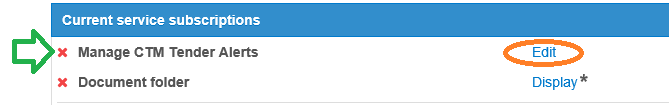 Current service subscriptions
Manage CTM Tender Alerts Edit
Document folder Display*